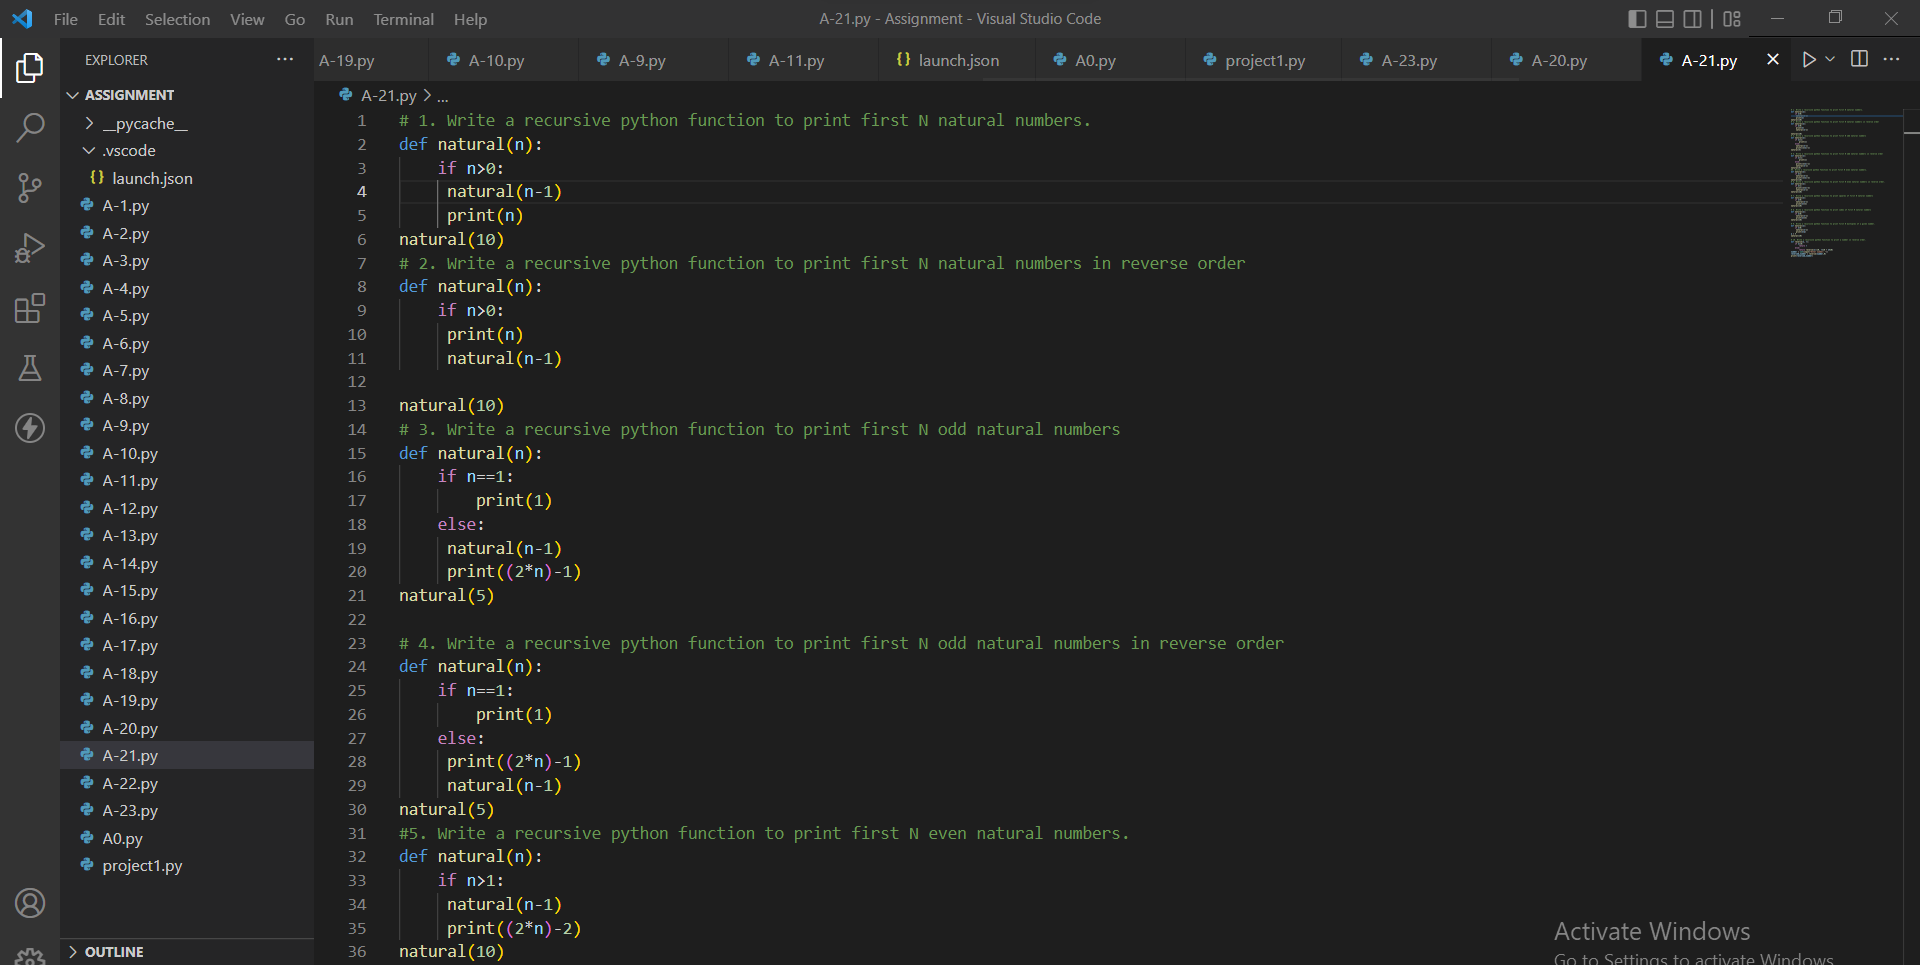 File Edit Selection View Go Run Terminal Help
A-21.py - Assignment - Visual Studio Code
EXPLORER ...
A-19.py A-10.py A-9.py A-11.py {} launch.json A0.py project1.py A-23.py A-20.py A-21.py
ASSIGNMENT
__pycache__
.vscode
{} launch.json
A-1.py
A-2.py
A-3.py
A-4.py
A-5.py
A-6.py
A-7.py
A-8.py
A-9.py
A-10.py
A-11.py
A-12.py
A-13.py
A-14.py
A-15.py
A-16.py
A-17.py
A-18.py
A-19.py
A-20.py
A-21.py
A-22.py
A-23.py
A0.py
project1.py
OUTLINE
A-21.py > ...
1 # 1. Write a recursive python function to print first N natural numbers.
2 def natural(n):
3 if n>0:
4 natural(n-1)
5 print(n)
6 natural(10)
7 # 2. Write a recursive python function to print first N natural numbers in reverse order
8 def natural(n):
9 if n>0:
10 print(n)
11 natural(n-1)
12
13 natural(10)
14 # 3. Write a recursive python function to print first N odd natural numbers
15 def natural(n):
16 if n==1:
17 print(1)
18 else:
19 natural(n-1)
20 print((2*n)-1)
21 natural(5)
22
23 # 4. Write a recursive python function to print first N odd natural numbers in reverse order
24 def natural(n):
25 if n==1:
26 print(1)
27 else:
28 print((2*n)-1)
29 natural(n-1)
30 natural(5)
31 #5. Write a recursive python function to print first N even natural numbers.
32 def natural(n):
33 if n>1:
34 natural(n-1)
35 print((2*n)-2)
36 natural(10)
Activate Windows
Go to Settings to activate Windows.